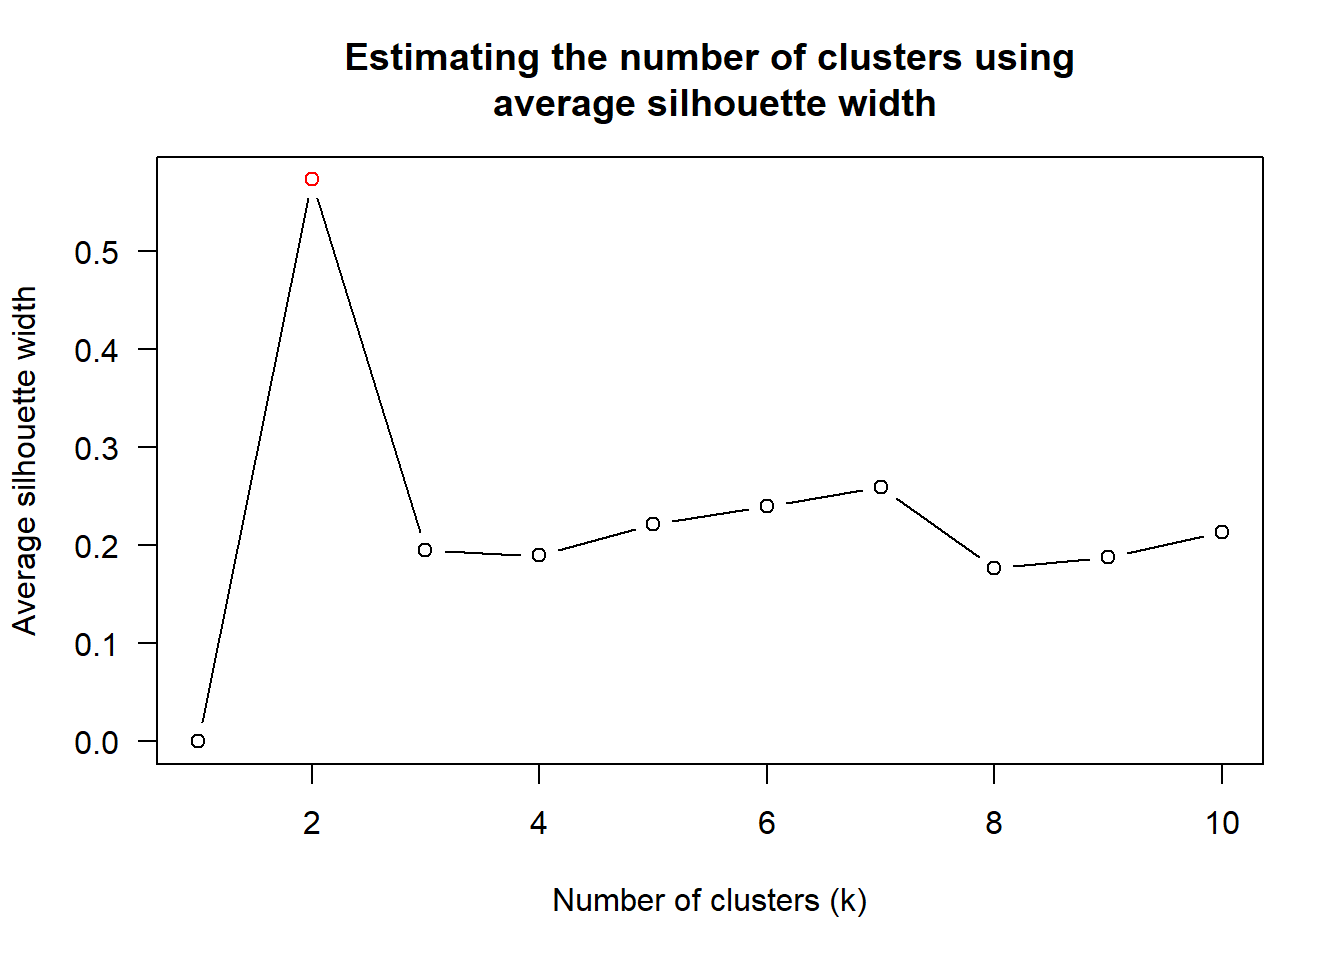 Estimating the number of clusters using
average silhouette width
Average silhouette width
0.5
0.4
0.3
0.2
0.1
0.0
2 4 6 8 10
Number of clusters (k)